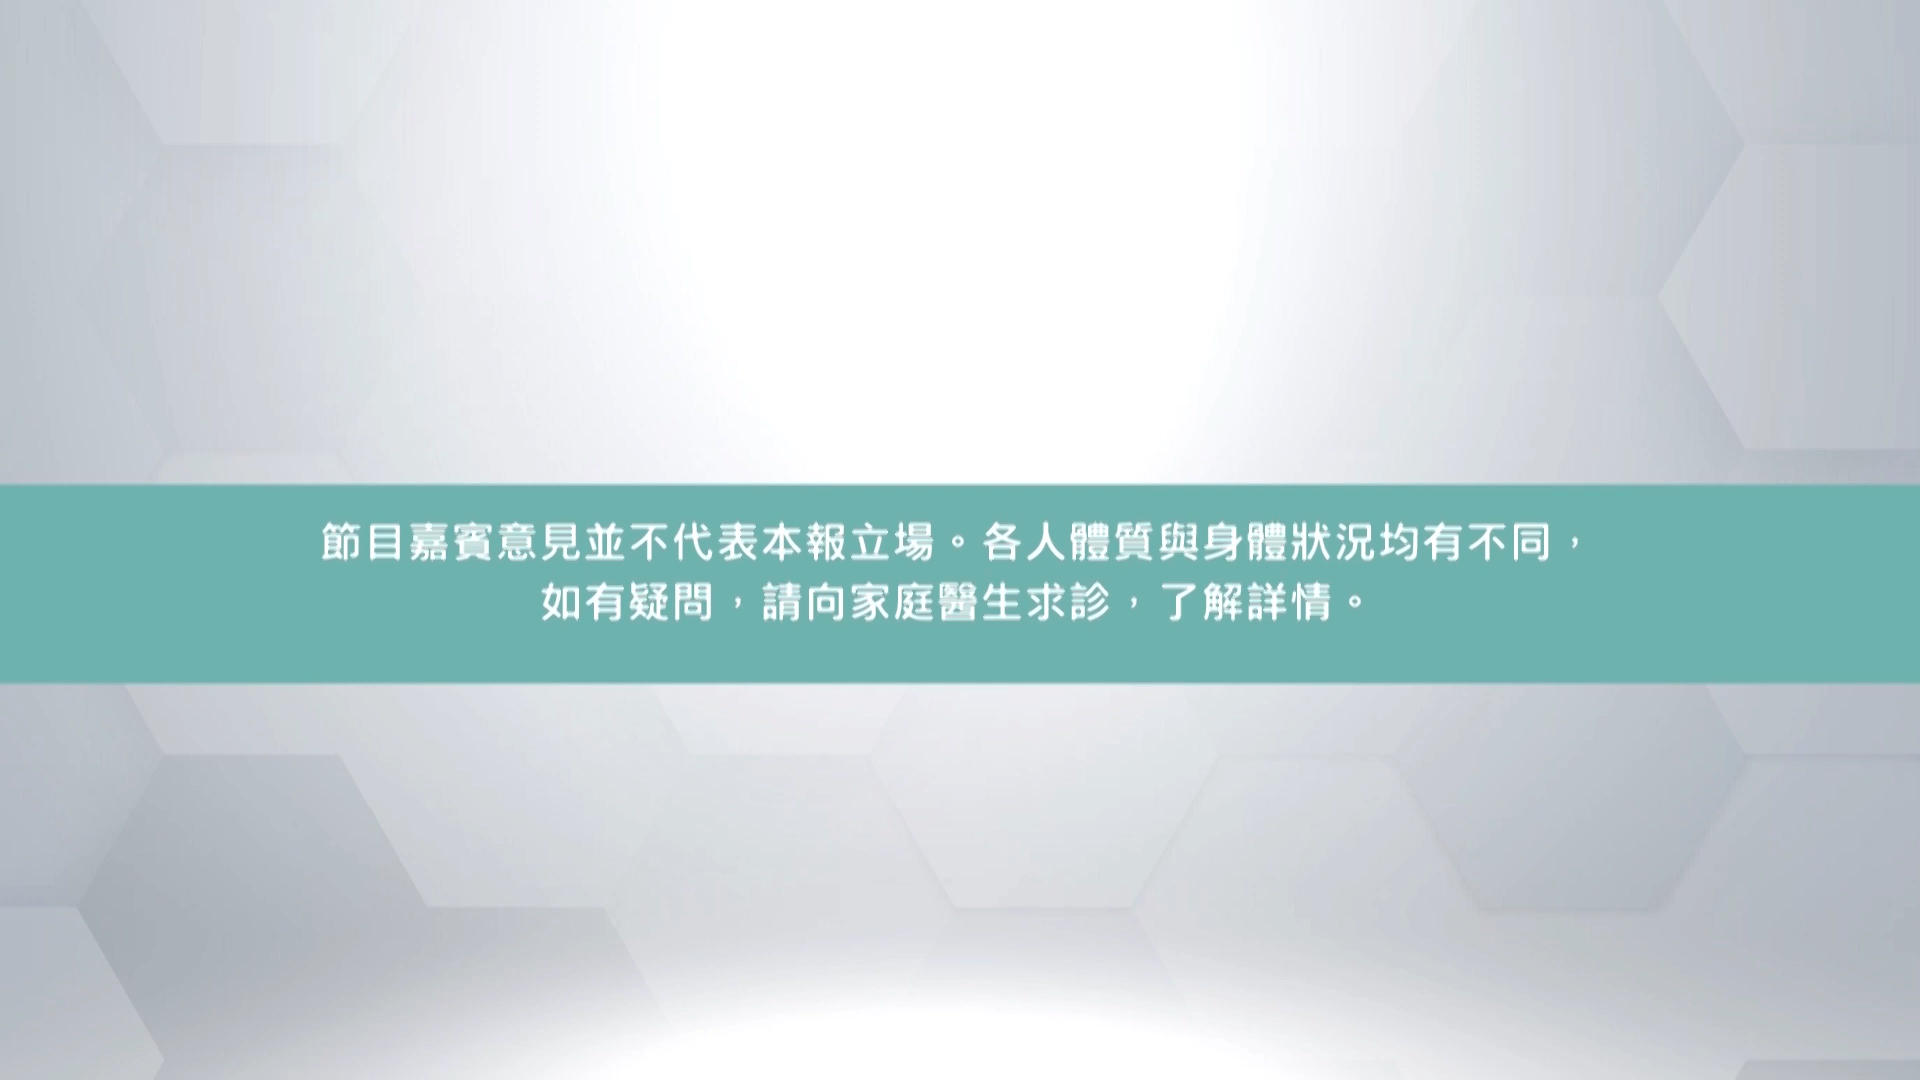 節目嘉賓意見並不代表本報立場。各人體質與身體狀況均有不同，
如有疑問，請向家庭醫生求診，了解詳情。